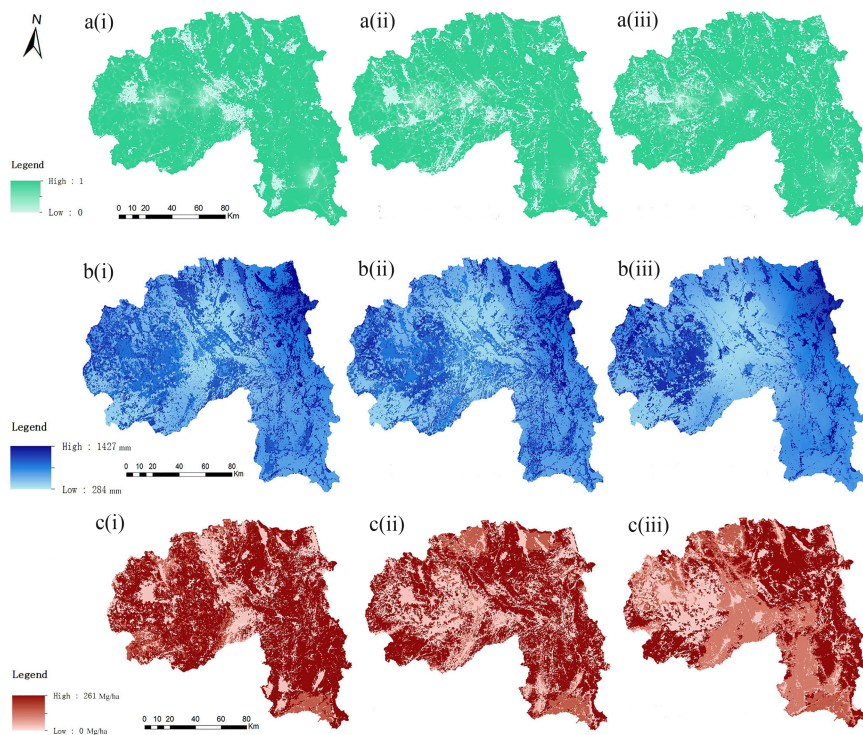 a(i) a(ii) a(iii)
N
Legend
High : 1
Low : 0
0 10 20 40 60 80
Km
b(i) b(ii) b(iii)
Legend
High : 1427 mm
Low : 284 mm
0 10 20 40 60 80
Km
c(i) c(ii) c(iii)
Legend
High : 261 Mg/ha
Low : 0 Mg/ha
0 10 20 40 60 80
Km